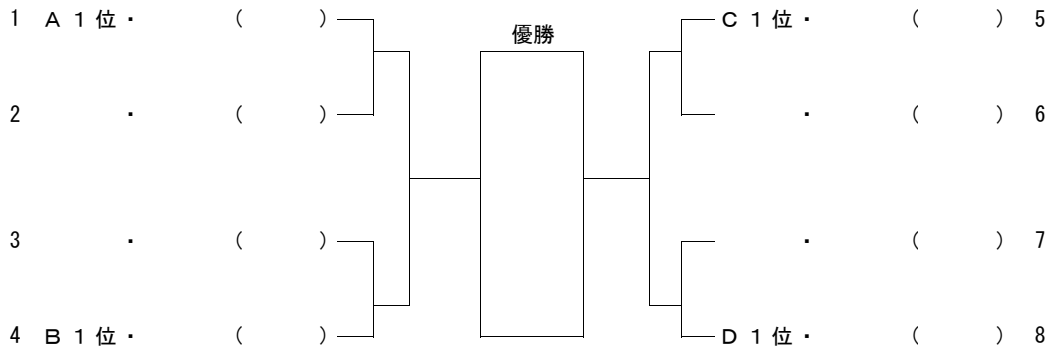 1 A 1 位 ・ ( ) C 1 位 ・ ( ) 5
優勝
2 ・ ( ) ・ ( ) 6
3 ・ ( ) ・ ( ) 7
4 B 1 位 ・ ( ) D 1 位 ・ ( ) 8